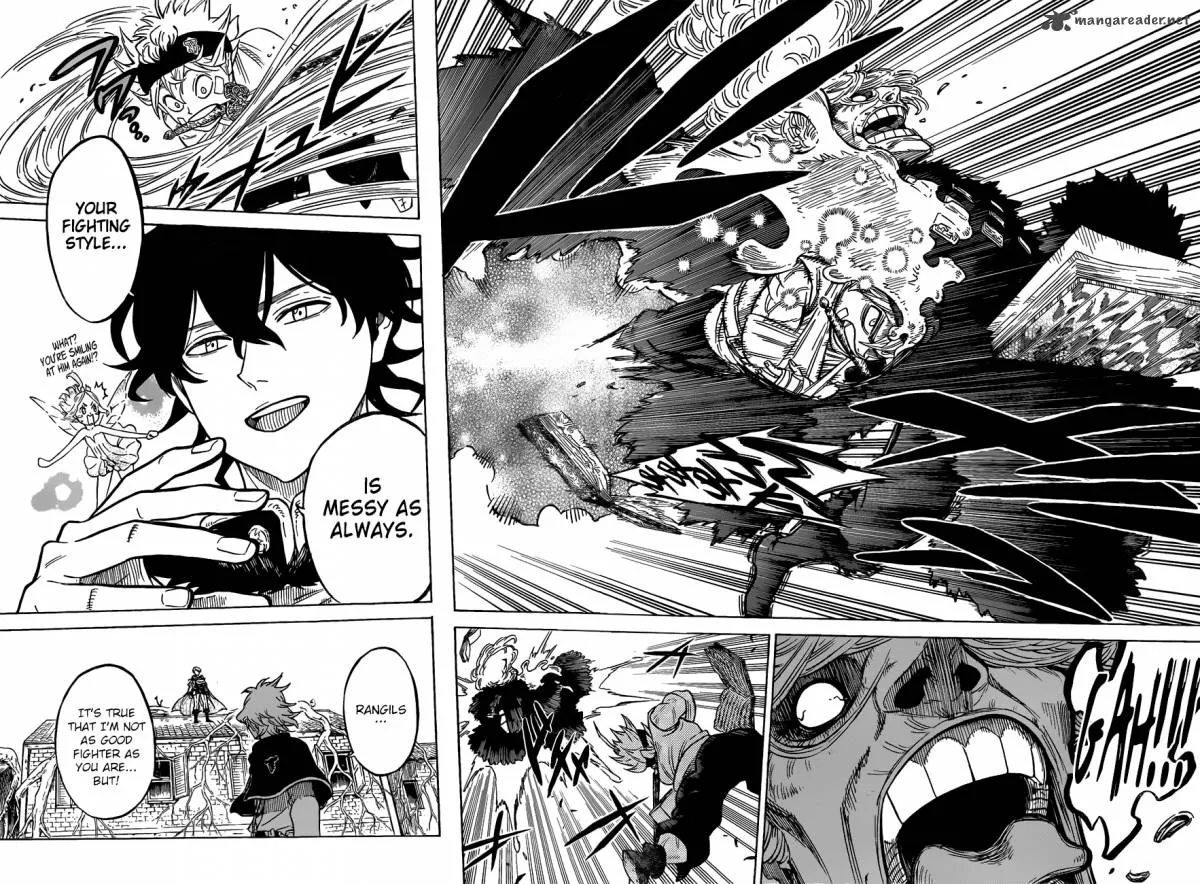 mangareader.net
GAH!!!
YOUR
FIGHTING
STYLE...
WHAT?
YOU'RE SMILING
AT HIM AGAIN!?
IS
MESSY AS
ALWAYS.
RANGILS
...
IT'S TRUE
THAT I'M NOT
AS GOOD
FIGHTER AS
YOU ARE...
BUT!